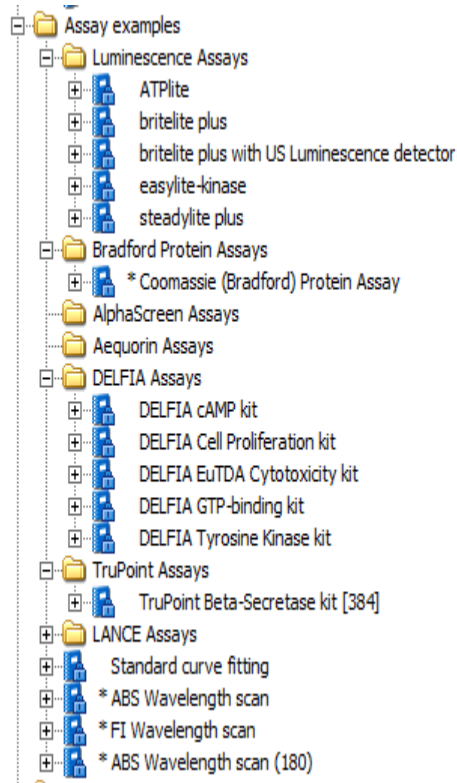 Assay examples
Luminescence Assays
ATPlite
britelite plus
britelite plus with US Luminescence detector
easylite-kinase
steadylite plus
Bradford Protein Assays
* Coomassie (Bradford) Protein Assay
AlphaScreen Assays
Aequorin Assays
DELFIA Assays
DELFIA cAMP kit
DELFIA Cell Proliferation kit
DELFIA EuTDA Cytotoxicity kit
DELFIA GTP-binding kit
DELFIA Tyrosine Kinase kit
TruPoint Assays
TruPoint Beta-Secretase kit [384]
LANCE Assays
Standard curve fitting
* ABS Wavelength scan
* FI Wavelength scan
* ABS Wavelength scan (180)